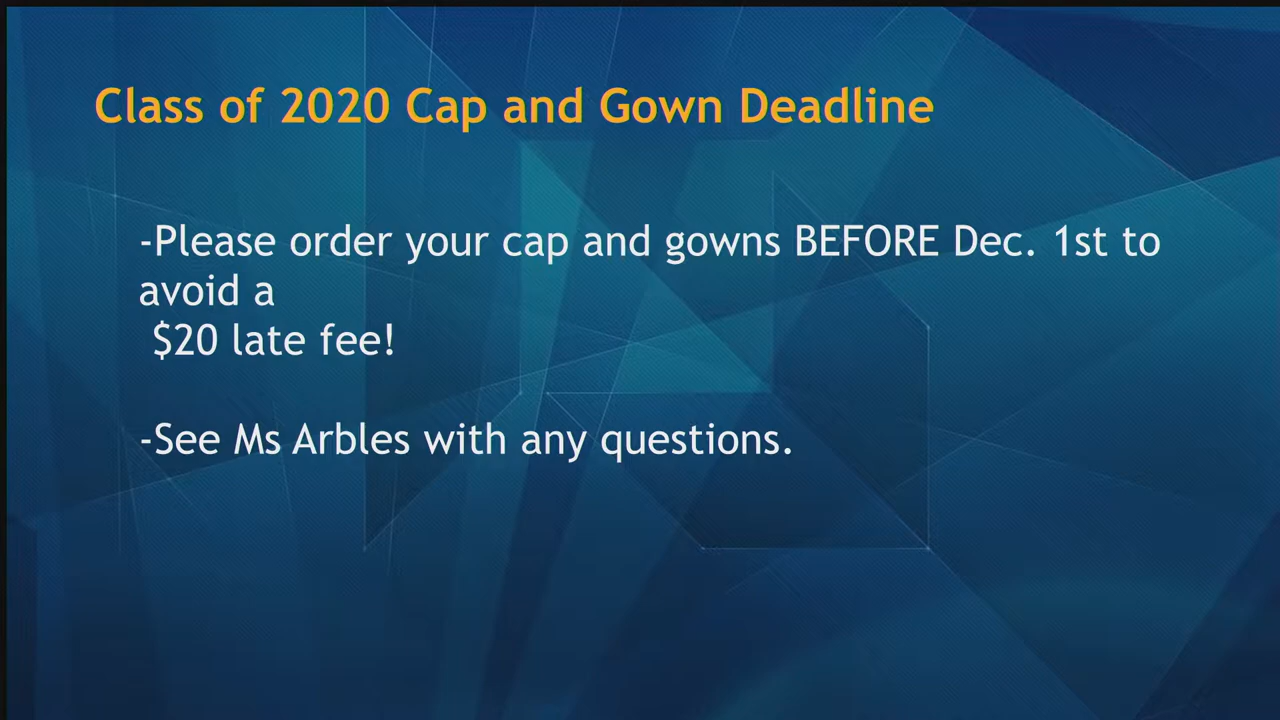 Class of 2020 Cap and Gown Deadline
-Please order your cap and gowns BEFORE Dec. 1st to
avoid a
$20 late fee!
-See Ms Arbles with any questions.